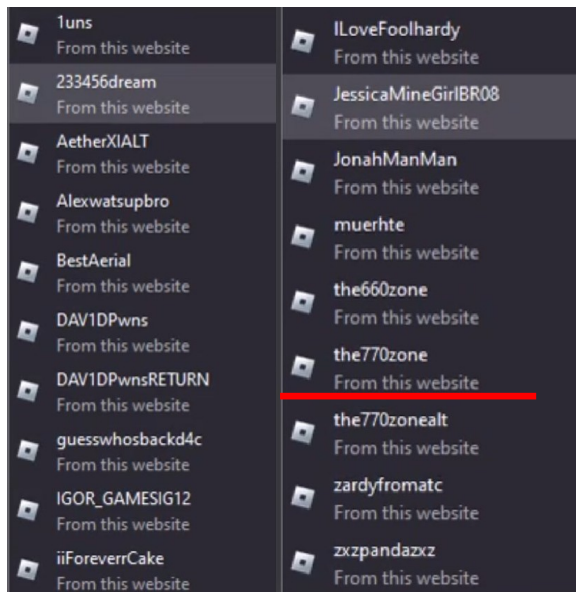 1uns
From this website
233456dream
From this website
AetherXIALT
From this website
Alexwatsupbro
From this website
BestAerial
From this website
DAV1DPwns
From this website
DAV1DPwnsRETURN
From this website
guesswhosbackd4c
From this website
IGOR_GAMESIG12
From this website
iiForeverrCake
From this website
ILoveFoolhardy
From this website
JessicaMineGirlBR08
From this website
JonahManMan
From this website
muerhte
From this website
the660zone
From this website
the770zone
From this website
the770zonealt
From this website
zardyfromatc
From this website
zxzpandazxz
From this website